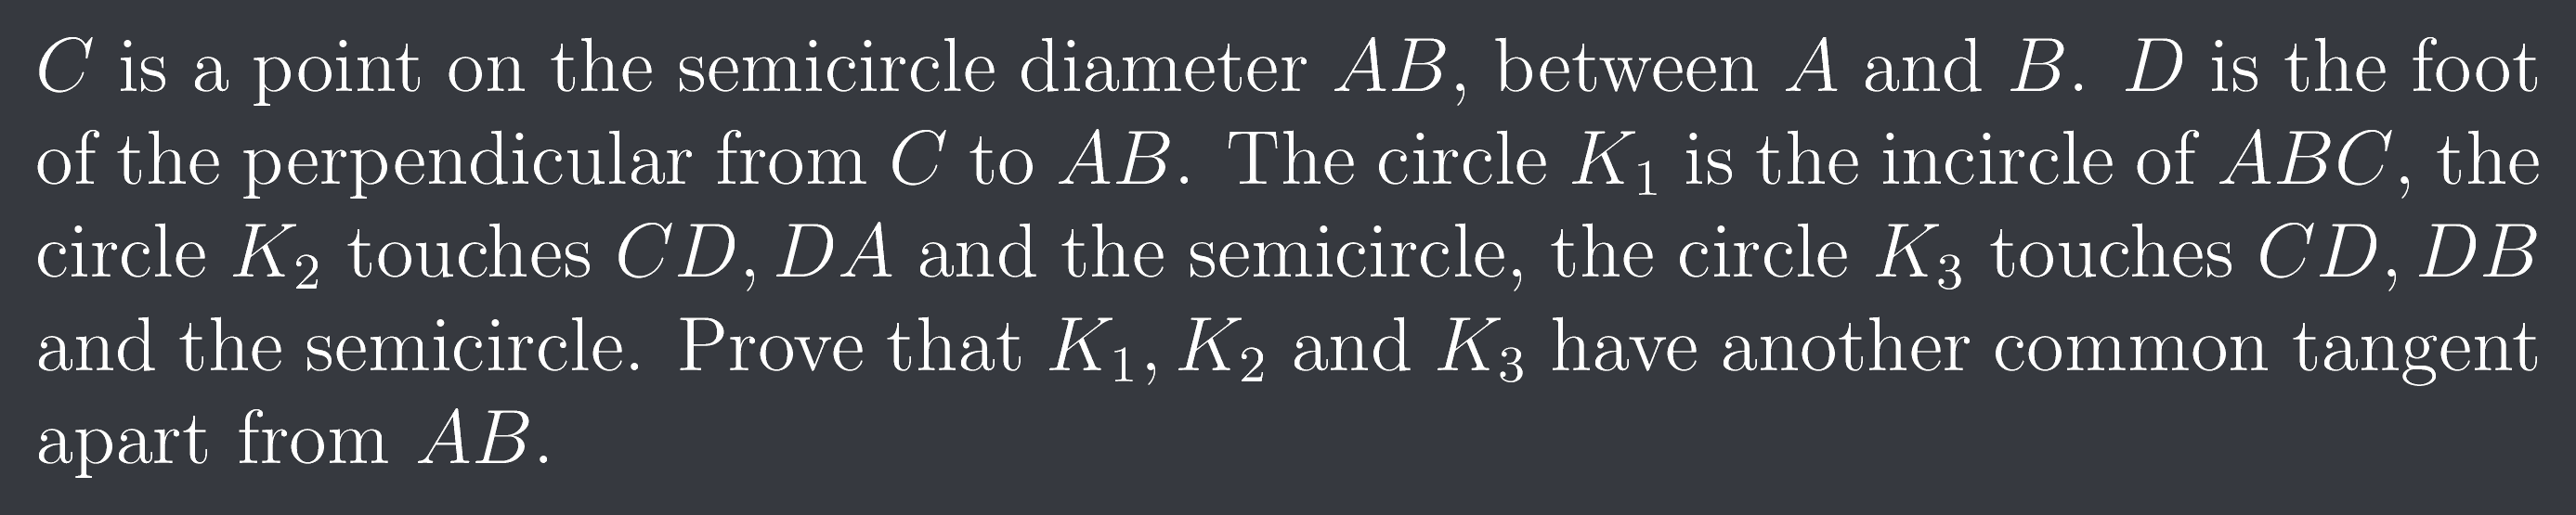 C is a point on the semicircle diameter AB, between A and B. D is the foot
of the perpendicular from C to AB. The circle K₁ is the incircle of ABC, the
circle K₂ touches CD, DA and the semicircle, the circle K₃ touches CD, DB
and the semicircle. Prove that K₁, K₂ and K₃ have another common tangent
apart from AB.